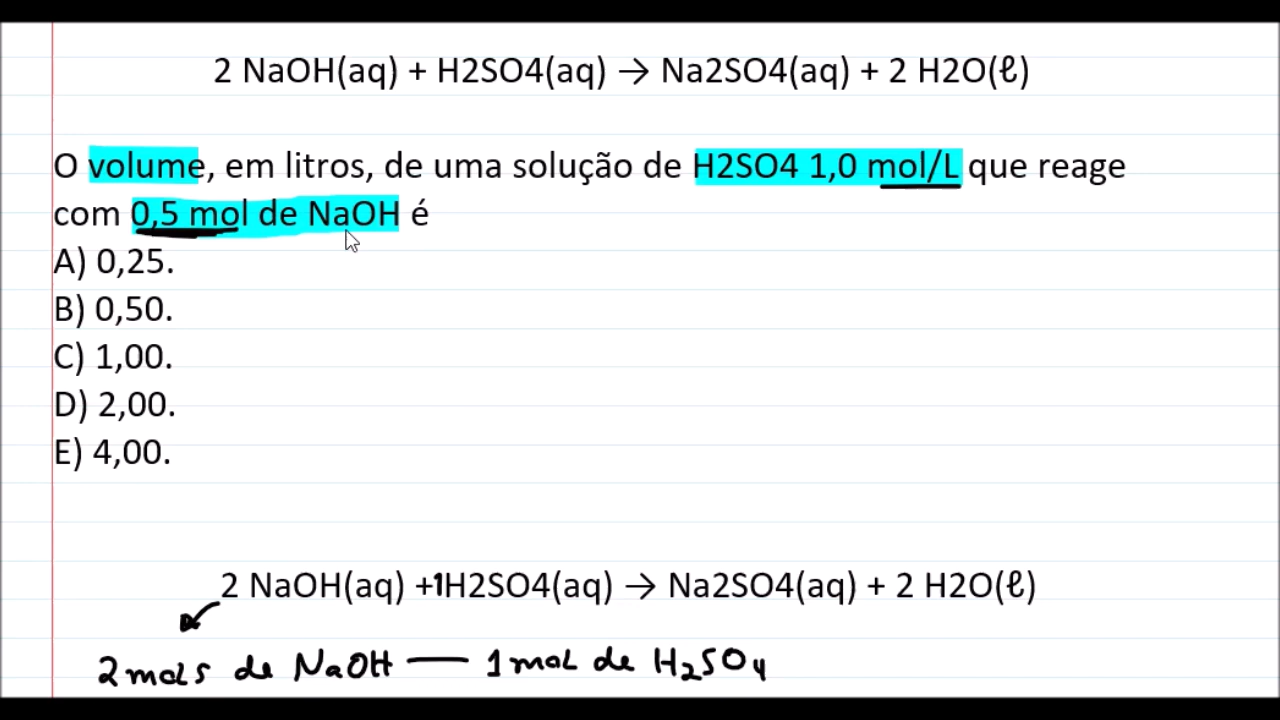 2 NaOH(aq) + H2SO4(aq) → Na2SO4(aq) + 2 H2O(ℓ)
O volume, em litros, de uma solução de H2SO4 1,0 mol/L que reage
com 0,5 mol de NaOH é
A) 0,25.
B) 0,50.
C) 1,00.
D) 2,00.
E) 4,00.
2 NaOH(aq) +1H2SO4(aq) → Na2SO4(aq) + 2 H2O(ℓ)
2 mols de NaOH — 1 mol de H₂SO₄